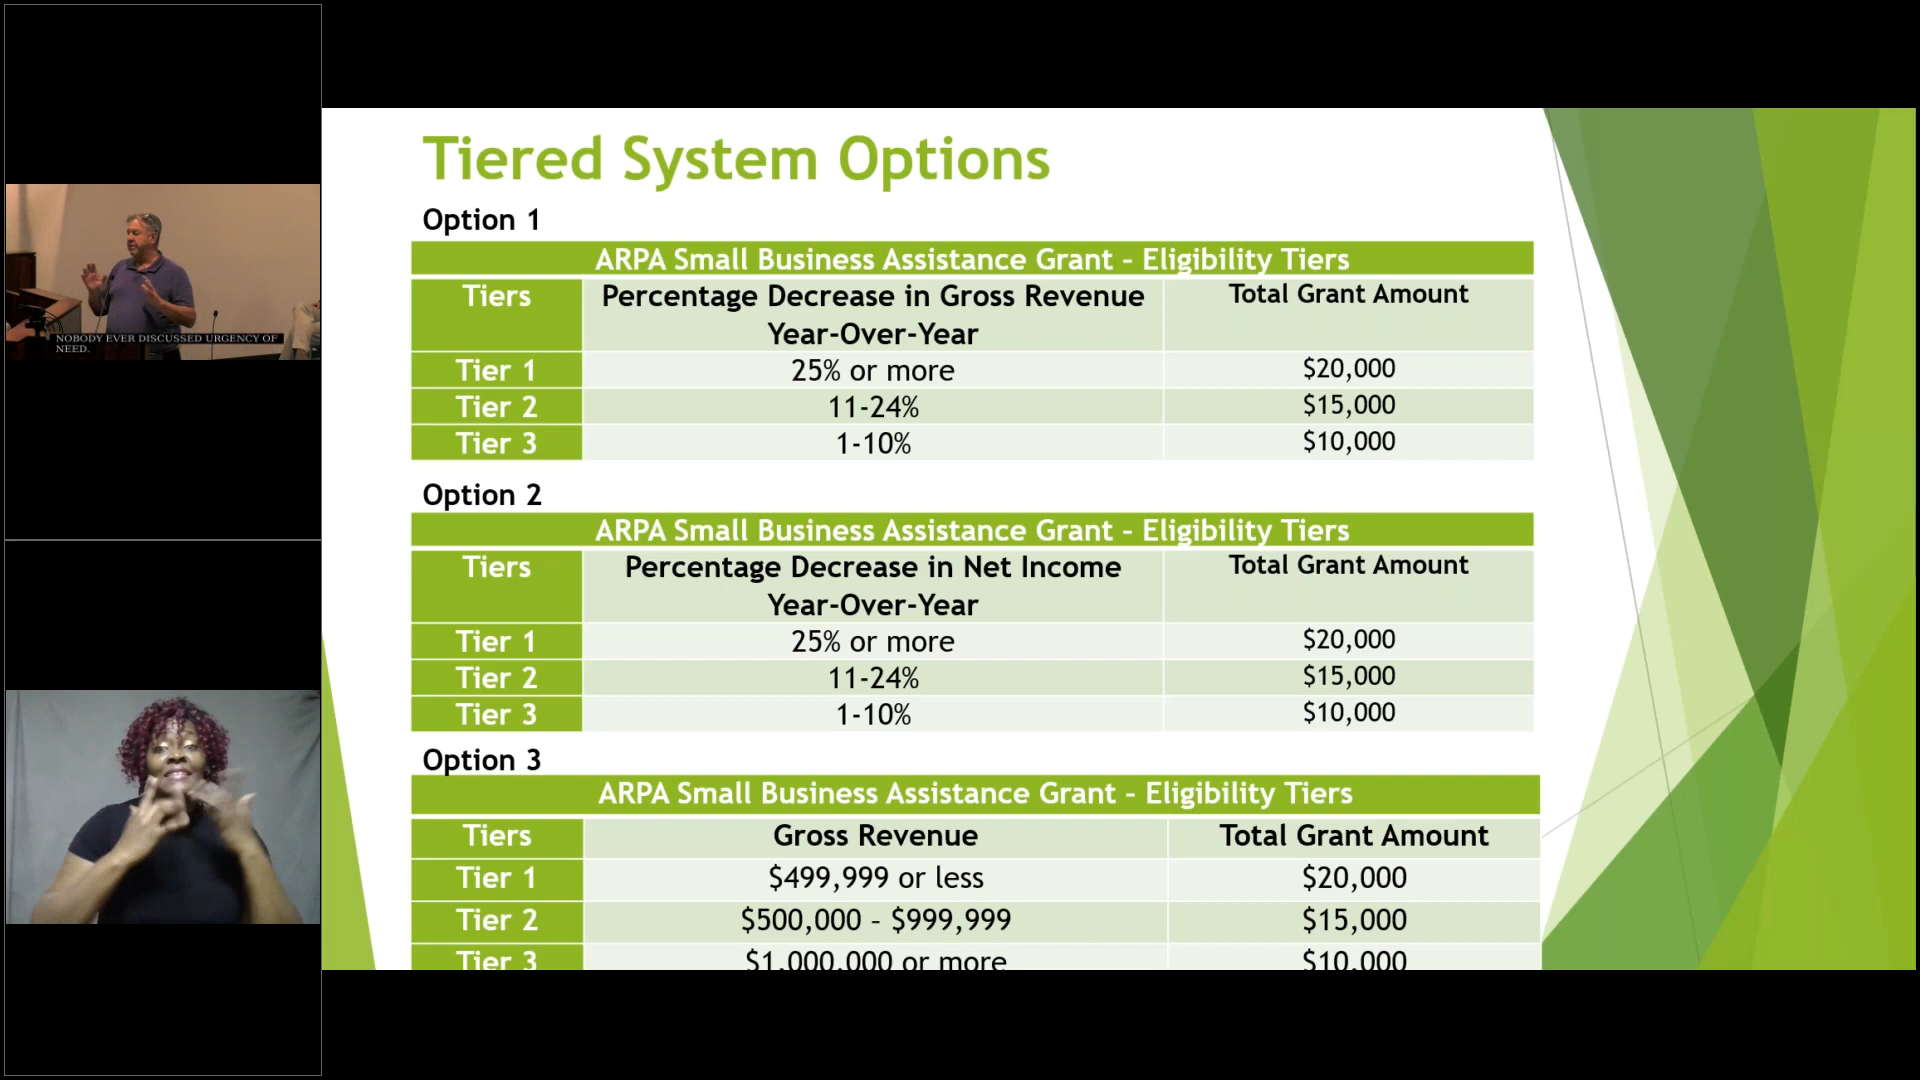 NOBODY EVER DISCUSSED URGENCY OF
NEED.
Tiered System Options
Option 1
ARPA Small Business Assistance Grant – Eligibility Tiers
Tiers Percentage Decrease in Gross Revenue Year-Over-Year Total Grant Amount
Tier 1 25% or more $20,000
Tier 2 11-24% $15,000
Tier 3 1-10% $10,000
Option 2
ARPA Small Business Assistance Grant – Eligibility Tiers
Tiers Percentage Decrease in Net Income Year-Over-Year Total Grant Amount
Tier 1 25% or more $20,000
Tier 2 11-24% $15,000
Tier 3 1-10% $10,000
Option 3
ARPA Small Business Assistance Grant – Eligibility Tiers
Tiers Gross Revenue Total Grant Amount
Tier 1 $499,999 or less $20,000
Tier 2 $500,000 – $999,999 $15,000
Tier 3 $1,000,000 or more $10,000